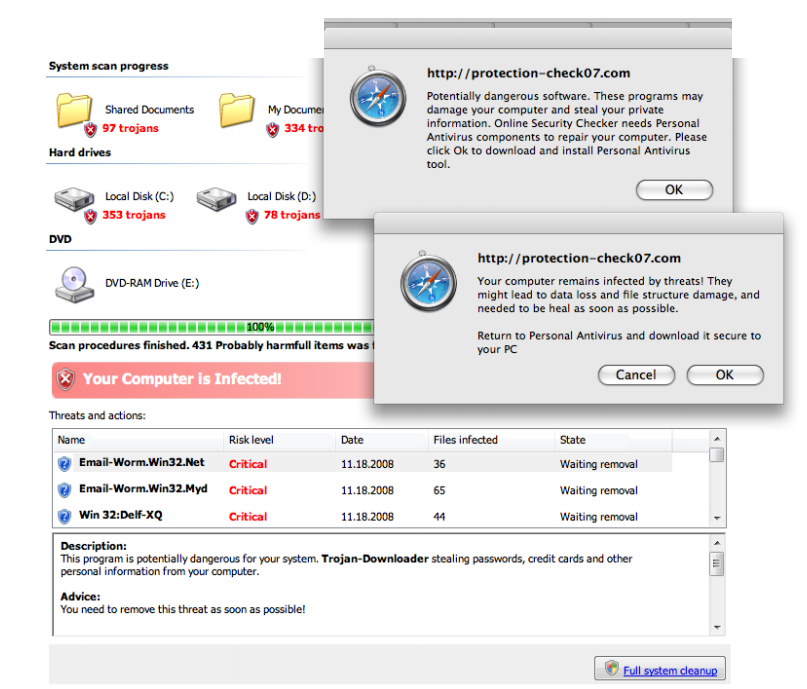 System scan progress
Shared Documents
97 trojans
My Docume
334 tro
Hard drives
Local Disk (C:)
353 trojans
Local Disk (D:)
78 trojans
DVD
DVD-RAM Drive (E:)
100%
Scan procedures finished. 431 Probably harmfull items was
Your Computer is Infected!
http://protection-check07.com
Potentially dangerous software. These programs may
damage your computer and steal your private
information. Online Security Checker needs Personal
Antivirus components to repair your computer. Please
click Ok to download and install Personal Antivirus
tool.
OK
http://protection-check07.com
Your computer remains infected by threats! They
might lead to data loss and file structure damage, and
needed to be heal as soon as possible.
Return to Personal Antivirus and download it secure to
your PC
Cancel OK
Threats and actions:
Name Risk level Date Files infected State
Email-Worm.Win32.Net Critical 11.18.2008 36 Waiting removal
Email-Worm.Win32.Myd Critical 11.18.2008 65 Waiting removal
Win 32:Delf-XQ Critical 11.18.2008 44 Waiting removal
Description:
This program is potentially dangerous for your system. Trojan-Downloader stealing passwords, credit cards and other
personal information from your computer.
Advice:
You need to remove this threat as soon as possible!
Full system cleanup